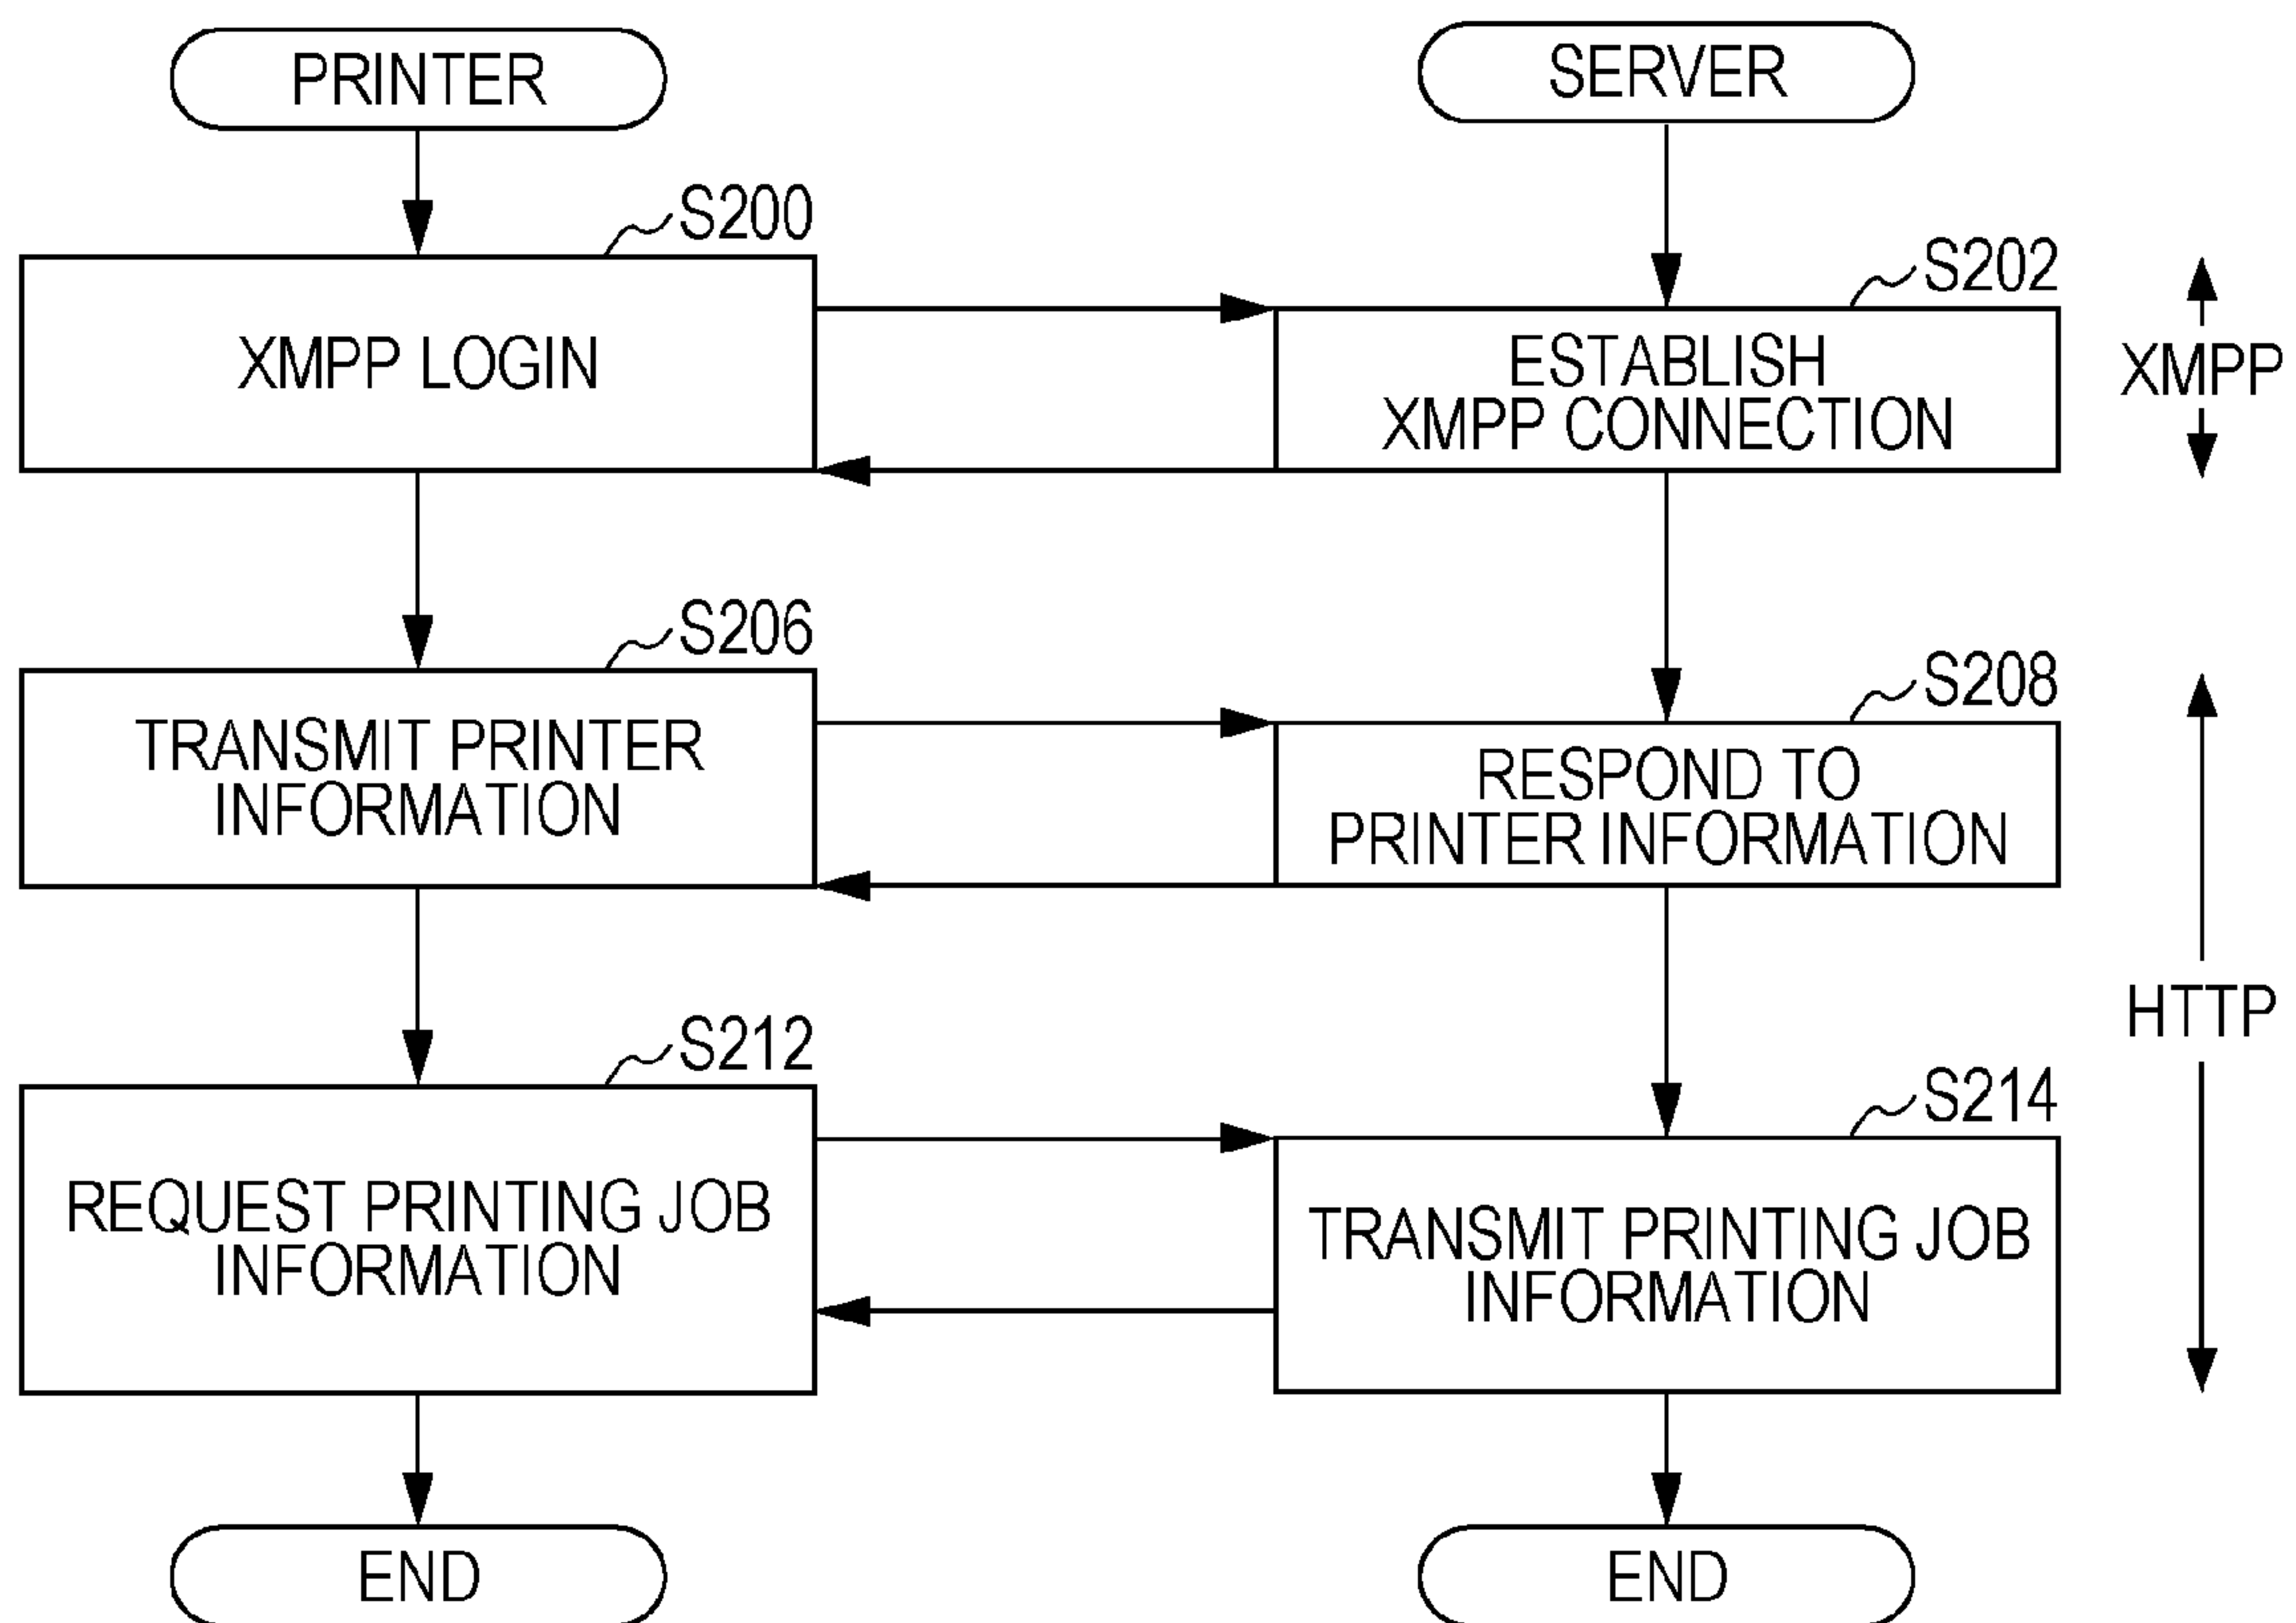 PRINTER
SERVER
S200
S202
XMPP LOGIN
ESTABLISH
XMPP CONNECTION
XMPP
S206
S208
TRANSMIT PRINTER
INFORMATION
RESPOND TO
PRINTER INFORMATION
HTTP
S212
S214
REQUEST PRINTING JOB
INFORMATION
TRANSMIT PRINTING JOB
INFORMATION
END
END